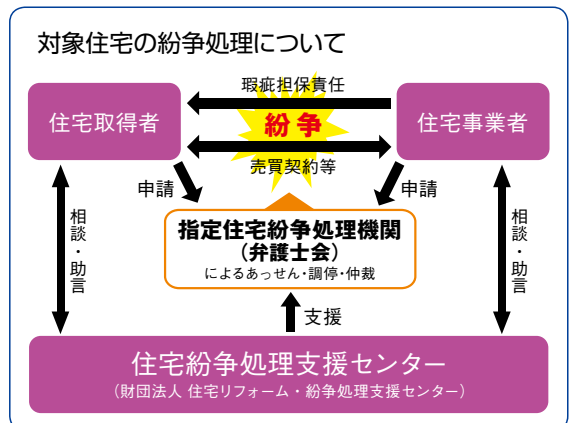 対象住宅の紛争処理について
瑕疵担保責任
住宅取得者
紛争
住宅事業者
売買契約等
申請
申請
指定住宅紛争処理機関
(弁護士会)
によるあっせん・調停・仲裁
相談・助言
相談・助言
支援
住宅紛争処理支援センター
(財団法人 住宅リフォーム・紛争処理支援センター)